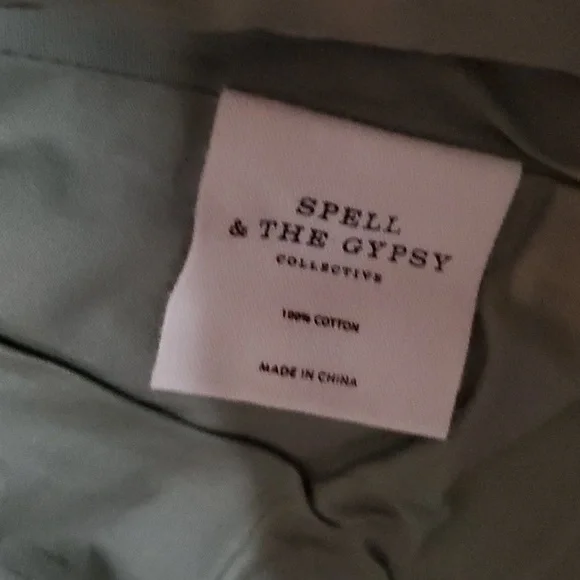 SPELL
& THE GYPSY
COLLECTIVE
100% COTTON
MADE IN CHINA